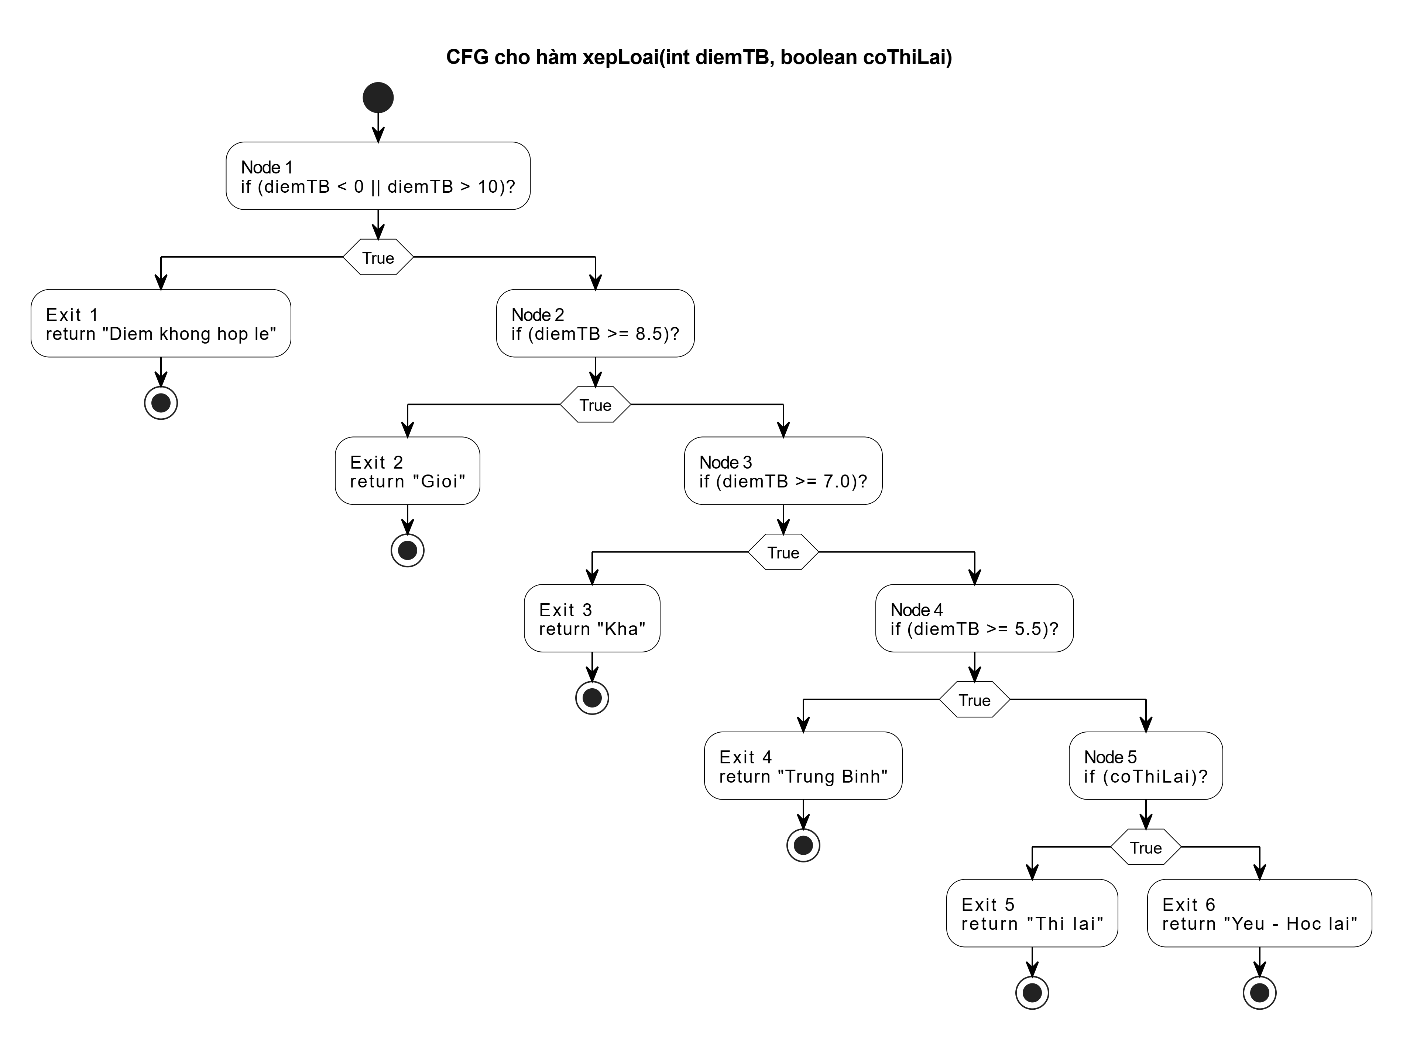 CFG cho hàm xepLoai(int diemTB, boolean coThiLai)
Node 1
if (diemTB < 0 || diemTB > 10)?
True
Exit 1
return "Diem khong hop le"
Node 2
if (diemTB >= 8.5)?
True
Exit 2
return "Gioi"
Node 3
if (diemTB >= 7.0)?
True
Exit 3
return "Kha"
Node 4
if (diemTB >= 5.5)?
True
Exit 4
return "Trung Binh"
Node 5
if (coThiLai)?
True
Exit 5
return "Thi lai"
Exit 6
return "Yeu - Hoc lai"